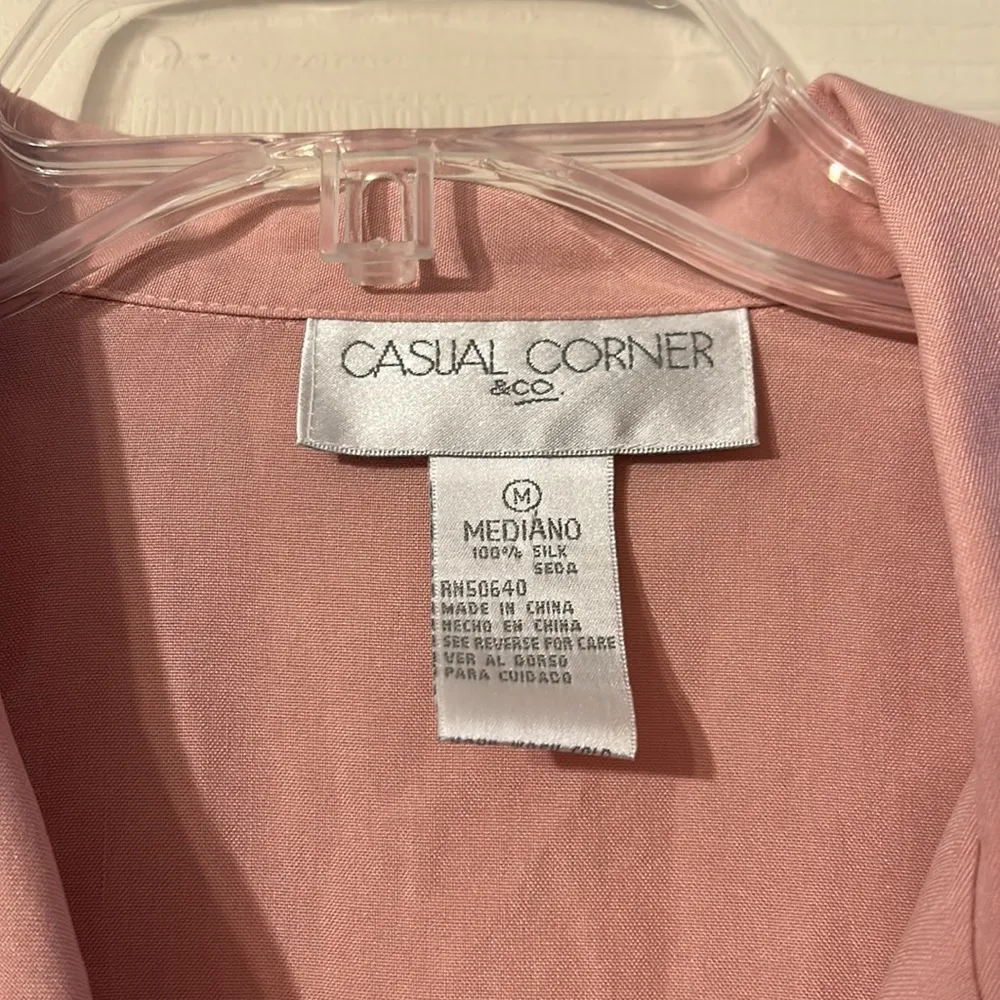 CASUAL CORNER
&CO.
M
MEDIANO
100% SILK
SEDA
RN50640
MADE IN CHINA
HECHO EN CHINA
SEE REVERSE FOR CARE
VER AL DORSO
PARA CUIDADO